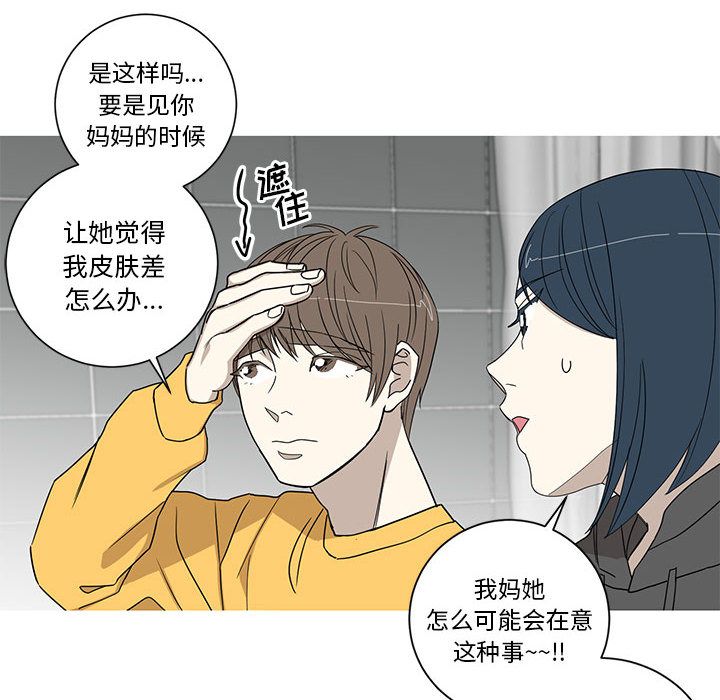 是这样吗...
要是见你
妈妈的时候
让她觉得
我皮肤差
怎么办...
遮住
我妈她
怎么可能会在意
这种事~~!!